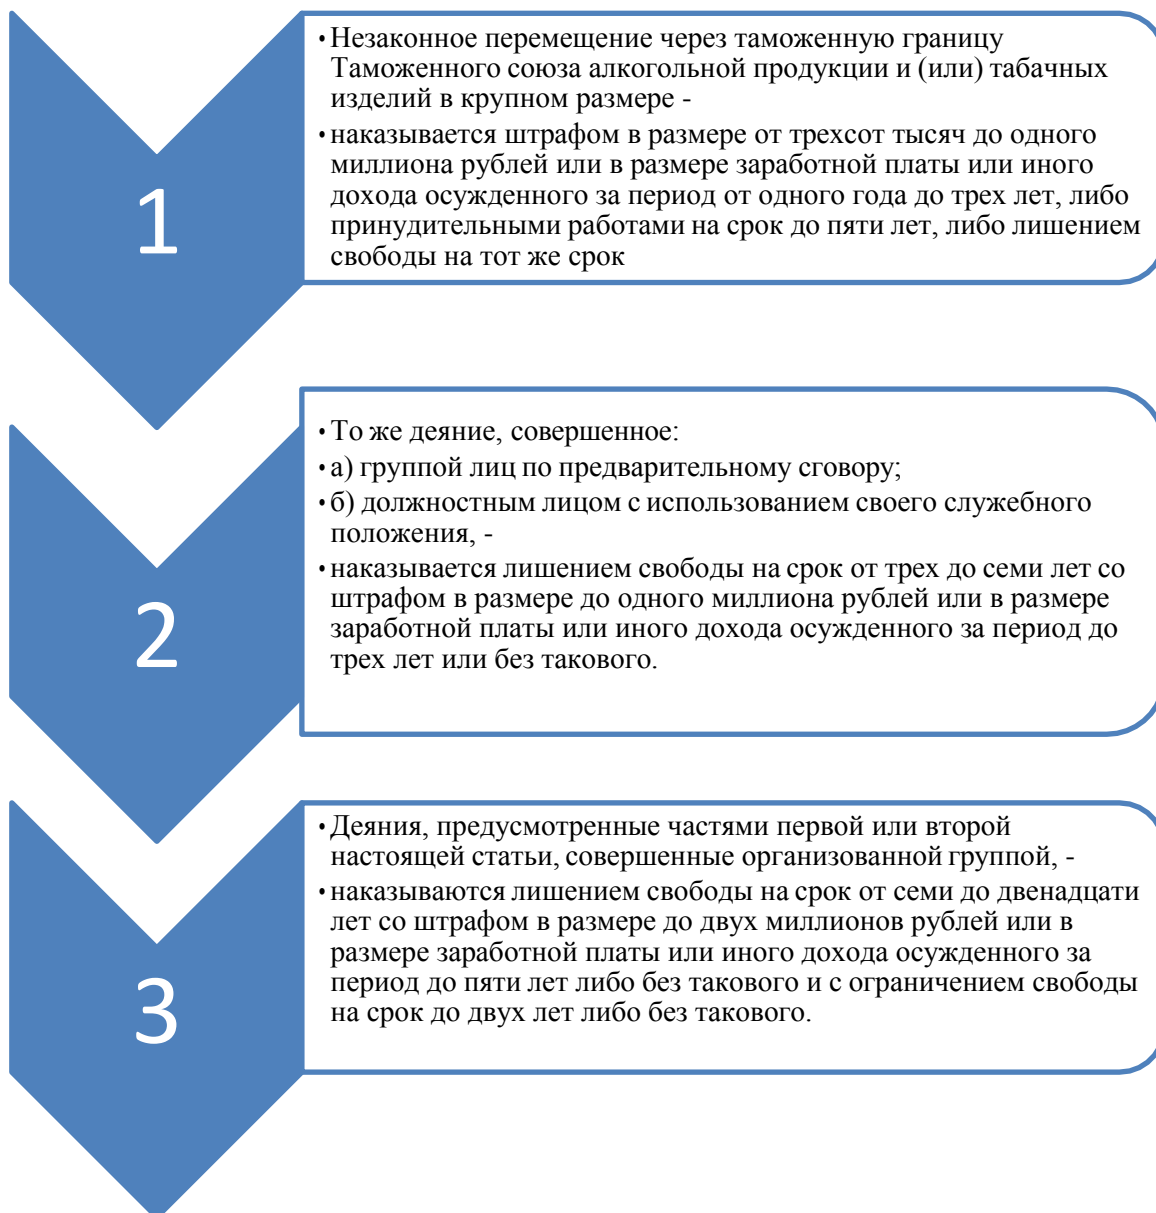 1
• Незаконное перемещение через таможенную границу
Таможенного союза алкогольной продукции и (или) табачных
изделий в крупном размере -
• наказывается штрафом в размере от трехсот тысяч до одного
миллиона рублей или в размере заработной платы или иного
дохода осужденного за период от одного года до трех лет, либо
принудительными работами на срок до пяти лет, либо лишением
свободы на тот же срок
2
• То же деяние, совершенное:
• а) группой лиц по предварительному сговору;
• б) должностным лицом с использованием своего служебного
положения, -
• наказывается лишением свободы на срок от трех до семи лет со
штрафом в размере до одного миллиона рублей или в размере
заработной платы или иного дохода осужденного за период до
трех лет или без такового.
3
• Деяния, предусмотренные частями первой или второй
настоящей статьи, совершенные организованной группой, -
• наказываются лишением свободы на срок от семи до двенадцати
лет со штрафом в размере до двух миллионов рублей или в
размере заработной платы или иного дохода осужденного за
период до пяти лет либо без такового и с ограничением свободы
на срок до двух лет либо без такового.